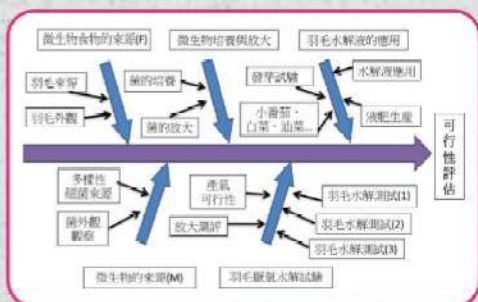 微生物食物的來源(F)
微生物培養與放大
羽毛水解液的應用
羽毛來源
羽毛外觀
菌的培養
菌的放大
發芽試驗
小番茄、
白菜、油菜...
水解液應用
液肥生產
可行性評估
多樣性
細菌來源
菌外觀
觀察
產氣
可行性
放大測評
羽毛水解測試(1)
羽毛水解測試(2)
羽毛水解測試(3)
微生物的來源(M)
羽毛厭氧水解試驗